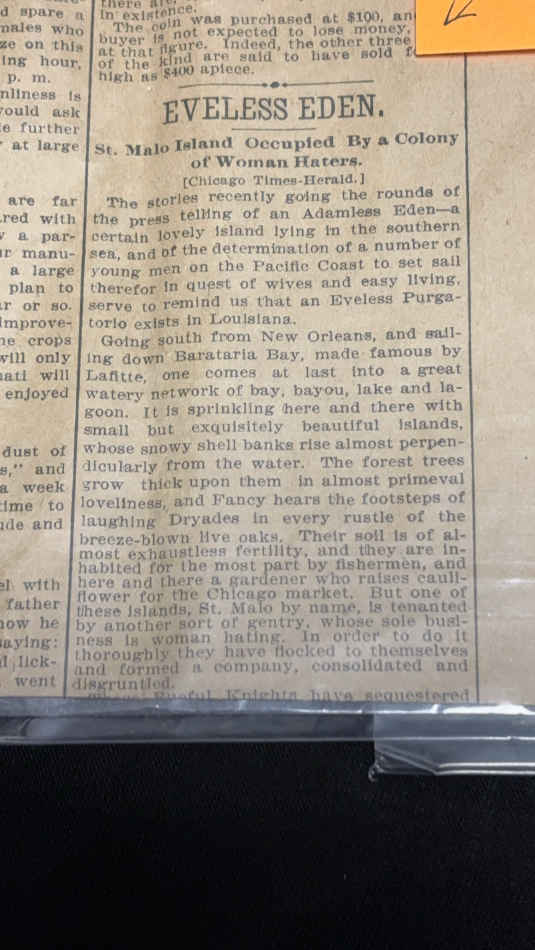 there are
in existence.
The coin was purchased at $100, an
buyer is not expected to lose money,
at that figure. Indeed, the other three
of the kind are said to have sold f
high as $400 apiece.
EVELESS EDEN.
St. Malo Island Occupied By a Colony
of Woman Haters.
[Chicago Times-Herald.]
The stories recently going the rounds of
the press telling of an Adamless Eden—a
certain lovely island lying in the southern
sea, and of the determination of a number of
young men on the Pacific Coast to set sail
therefor in quest of wives and easy living,
serve to remind us that an Eveless Purga-
torio exists in Louisiana.
Going south from New Orleans, and sail-
ing down Barataria Bay, made famous by
Lafitte, one comes at last into a great
watery network of bay, bayou, lake and la-
goon. It is sprinkling here and there with
small but exquisitely beautiful islands,
whose snowy shell banks rise almost perpen-
dicularly from the water. The forest trees
grow thick upon them in almost primeval
loveliness, and Fancy hears the footsteps of
laughing Dryades in every rustle of the
breeze-blown live oaks. Their soil is of al-
most exhaustless fertility, and they are in-
habited for the most part by fishermen, and
here and there a gardener who raises cauli-
flower for the Chicago market. But one of
these islands, St. Malo by name, is tenanted
by another sort of gentry, whose sole busi-
ness is woman hating. In order to do it
thoroughly they have flocked to themselves
and formed a company, consolidated and
disgruntled.
Rueful Knights have sequestered
d spare a
males who
ze on this
ing hour,
p. m.
nliness is
would ask
e further
at large
are far
red with
a par-
r manu-
a large
plan to
ar or so.
improve-
he crops
will only
nati will
enjoyed
dust of
s," and
a week
time to
ude and
el with
father
now he
saying:
d lick-
went